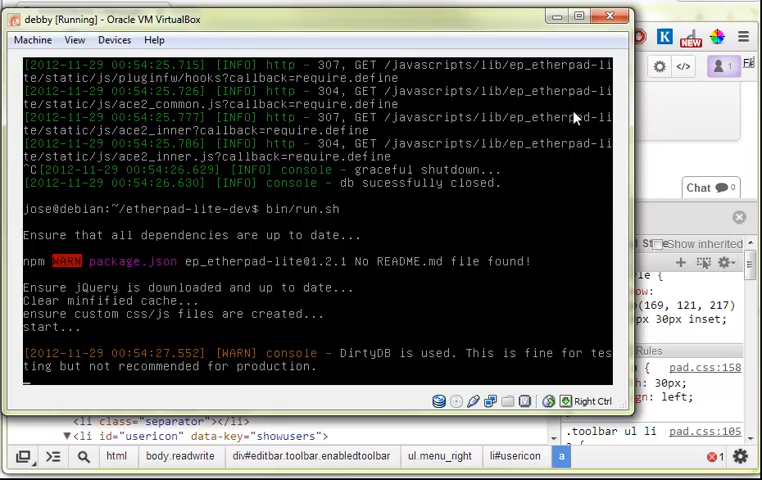 debby [Running] - Oracle VM VirtualBox
Machine View Devices Help
[2012-11-29 00:54:25.715] [INFO] http - 307, GET /javascripts/lib/ep_etherpad-li
te/static/js/pluginfw/hooks?callback=require.define
[2012-11-29 00:54:25.726] [INFO] http - 304, GET /javascripts/lib/ep_etherpad-li
te/static/js/ace2_common.js?callback=require.define
[2012-11-29 00:54:25.777] [INFO] http - 307, GET /javascripts/lib/ep_etherpad-li
te/static/js/ace2_inner?callback=require.define
[2012-11-29 00:54:25.786] [INFO] http - 304, GET /javascripts/lib/ep_etherpad-li
te/static/js/ace2_inner.js?callback=require.define
^C[2012-11-29 00:54:26.629] [INFO] console - graceful shutdown...
[2012-11-29 00:54:26.630] [INFO] console - db sucessfully closed.
jose@debian:~/etherpad-lite-dev$ bin/run.sh
Ensure that all dependencies are up to date...
npm WARN package.json ep_etherpad-lite@1.2.1 No README.md file found!
Ensure jQuery is downloaded and up to date...
Clear minfified cache...
ensure custom css/js files are created...
start...
[2012-11-29 00:54:27.552] [WARN] console - DirtyDB is used. This is fine for tes
ting but not recommended for production.
Right Ctrl
K
NEW
1
Chat 0
Show inherited
show:
(169, 121, 217)
px 30px inset;
Rules
{ pad.css:158
h: 30px;
gn: left;
.toolbar ul li pad.css:105
<li class="separator"></li>
<li id="usericon" data-key="showusers">
html body.readwrite div#editbar.toolbar.enabledtoolbar ul.menu_right li#usericon a
1